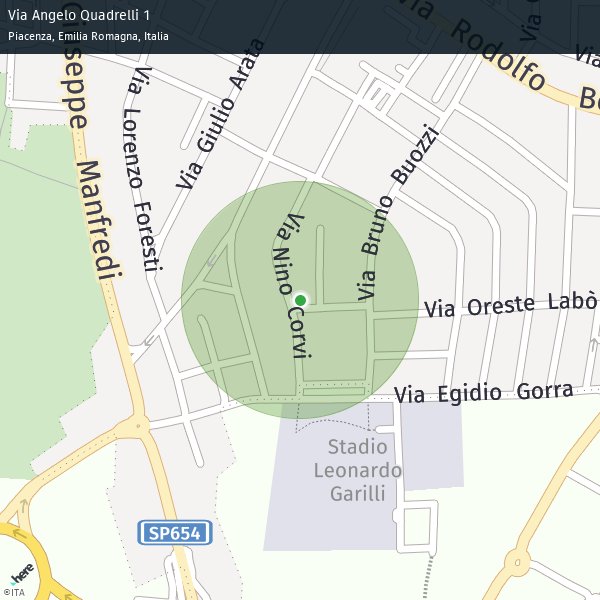 Via Angelo Quadrelli 1
Piacenza, Emilia Romagna, Italia
Giuseppe Manfredi
Via Lorenzo Foresti
Via Giulio Arata
Via Rodolfo
Via
Via Nino Corvi
Via Bruno Buozzi
Via Oreste Labò
Via Egidio Gorra
Stadio
Leonardo
Garilli
SP654
here
©ITA